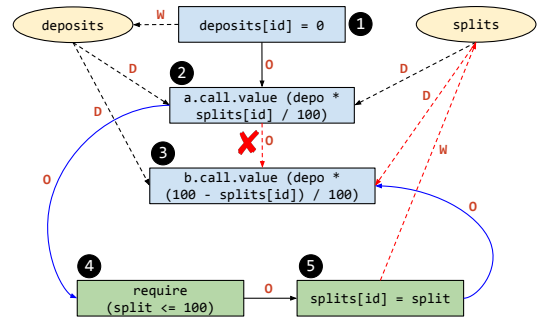 deposits
W
deposits[id] = 0
1
splits
O
D
D
2
a.call.value (depo *
splits[id] / 100)
D
D
O
3
b.call.value (depo *
(100 - splits[id]) / 100)
W
O
O
4
require
(split <= 100)
O
5
splits[id] = split